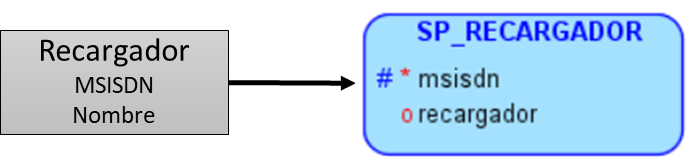 Recargador
MSISDN
Nombre
SP_RECARGADOR
# * msisdn
o recargador